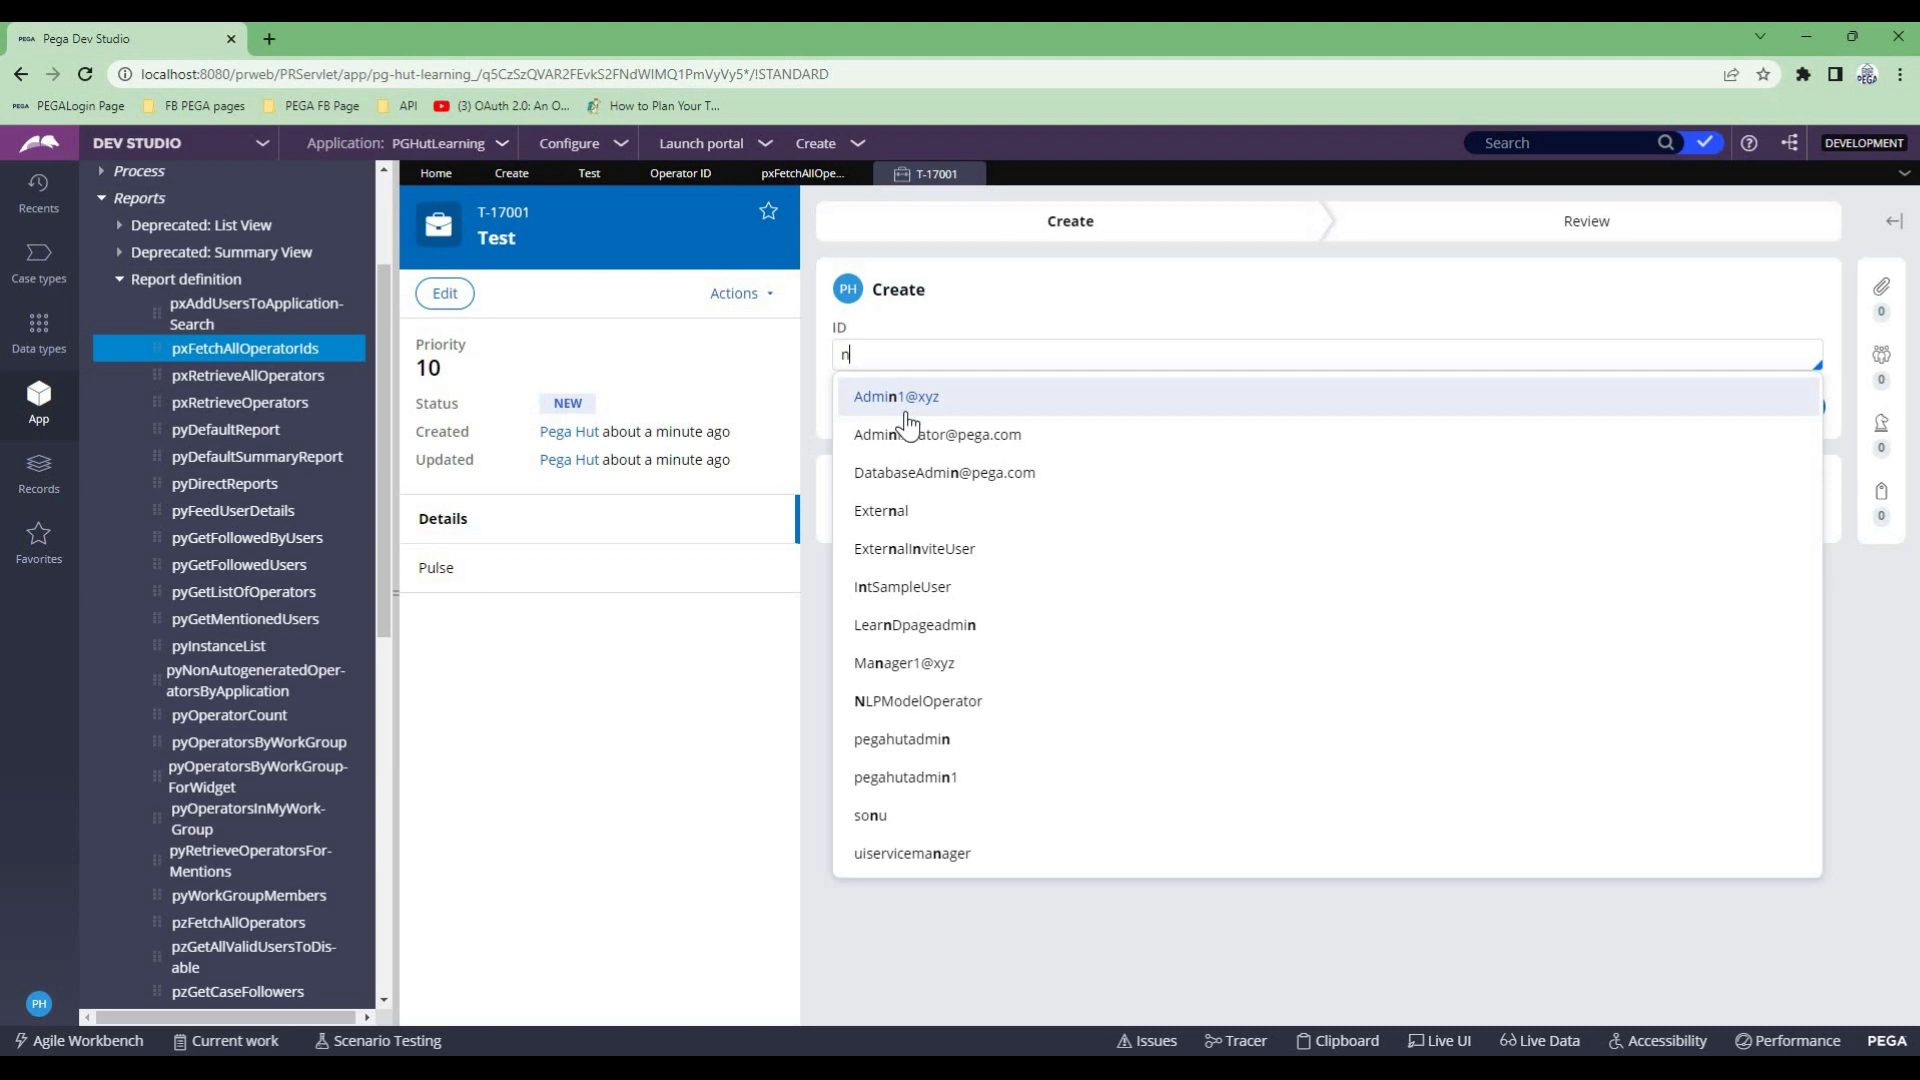 PEGA Pega Dev Studio
localhost:8080/prweb/PRServlet/app/pg-hut-learning_/q5CzSzQVAR2FEvkS2FNdWIMQ1PmVyVy5*/!STANDARD
PEGA PEGALogin Page FB PEGA pages PEGA FB Page API (3) OAuth 2.0: An O... How to Plan Your T...
DEV STUDIO Application: PGHutLearning Configure Launch portal Create Search DEVELOPMENT
Home Create Test Operator ID pxFetchAllOpe... T-17001
Recents
Case types
Data types
App
Records
Favorites
PH
Process
Reports
Deprecated: List View
Deprecated: Summary View
Report definition
pxAddUsersToApplication-
Search
pxFetchAllOperatorIds
pxRetrieveAllOperators
pxRetrieveOperators
pyDefaultReport
pyDefaultSummaryReport
pyDirectReports
pyFeedUserDetails
pyGetFollowedByUsers
pyGetFollowedUsers
pyGetListOfOperators
pyGetMentionedUsers
pyInstanceList
pyNonAutogeneratedOper-
atorsByApplication
pyOperatorCount
pyOperatorsByWorkGroup
pyOperatorsByWorkGroup-
ForWidget
pyOperatorsInMyWork-
Group
pyRetrieveOperatorsFor-
Mentions
pyWorkGroupMembers
pzFetchAllOperators
pzGetAllValidUsersToDis-
able
pzGetCaseFollowers
T-17001
Test
Edit Actions
Priority
10
Status NEW
Created Pega Hut about a minute ago
Updated Pega Hut about a minute ago
Details
Pulse
Create Review
PH Create
ID
n
Admin1@xyz
DatabaseAdmin@pega.com
External
ExternalInviteUser
IntSampleUser
LearnDpageadmin
Manager1@xyz
NLPModelOperator
pegahutadmin
pegahutadmin1
sonu
uiservicemanager
0
0
0
0
Agile Workbench Current work Scenario Testing Issues Tracer Clipboard Live UI Live Data Accessibility Performance PEGA